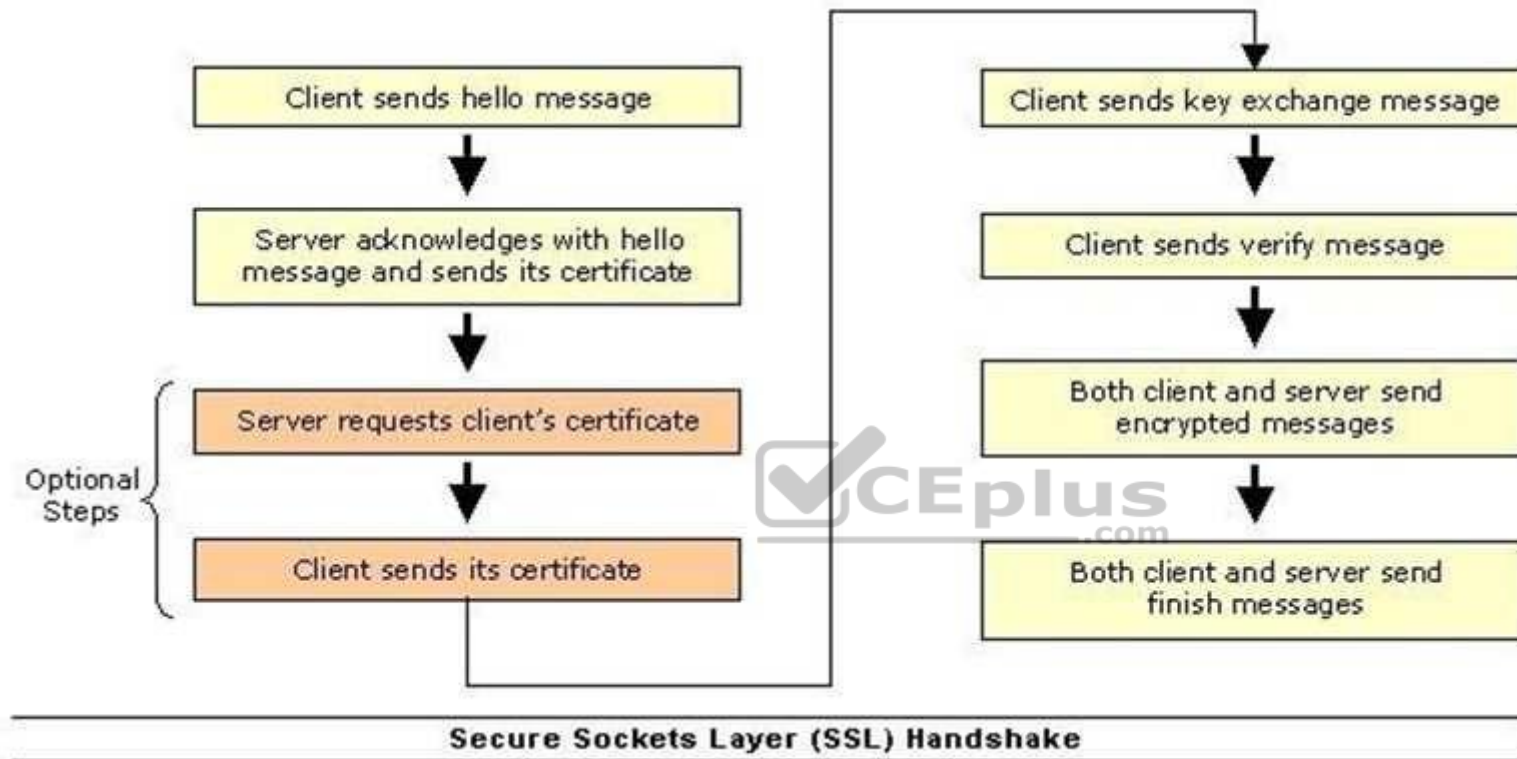 Client sends hello message
Server acknowledges with hello
message and sends its certificate
Optional
Steps
Server requests client's certificate
Client sends its certificate
Client sends key exchange message
Client sends verify message
Both client and server send
encrypted messages
Both client and server send
finish messages
CEplus
.com
Secure Sockets Layer (SSL) Handshake